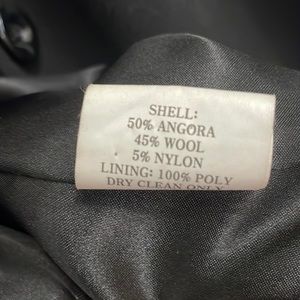 SHELL:
50% ANGORA
45% WOOL
5% NYLON
LINING: 100% POLY
DRY CLEAN ONLY